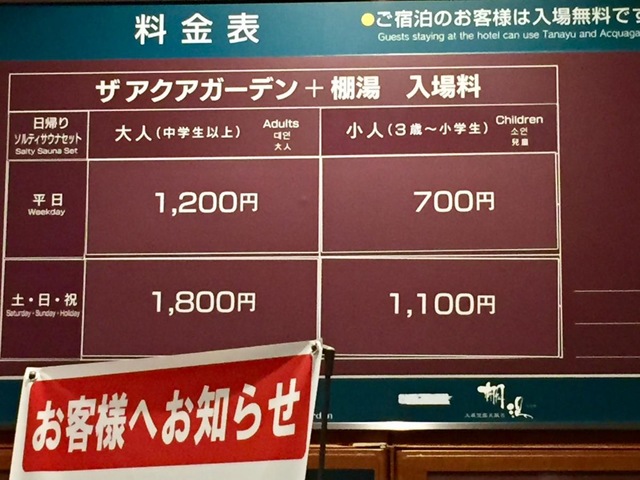 料金表
●ご宿泊のお客様は入場無料です
Guests staying at the hotel can use Tanayu and Acquaga
ザ アクアガーデン + 棚湯 入場料
日帰り
ソルティサウナセット
Salty Sauna Set
大人(中学生以上)
Adults
대인
大人
小人(3歳~小学生)
Children
소인
兒童
平日
Weekday
1,200円
700円
土・日・祝
Saturday・Sunday・Holiday
1,800円
1,100円
お客様へお知らせ
棚湯